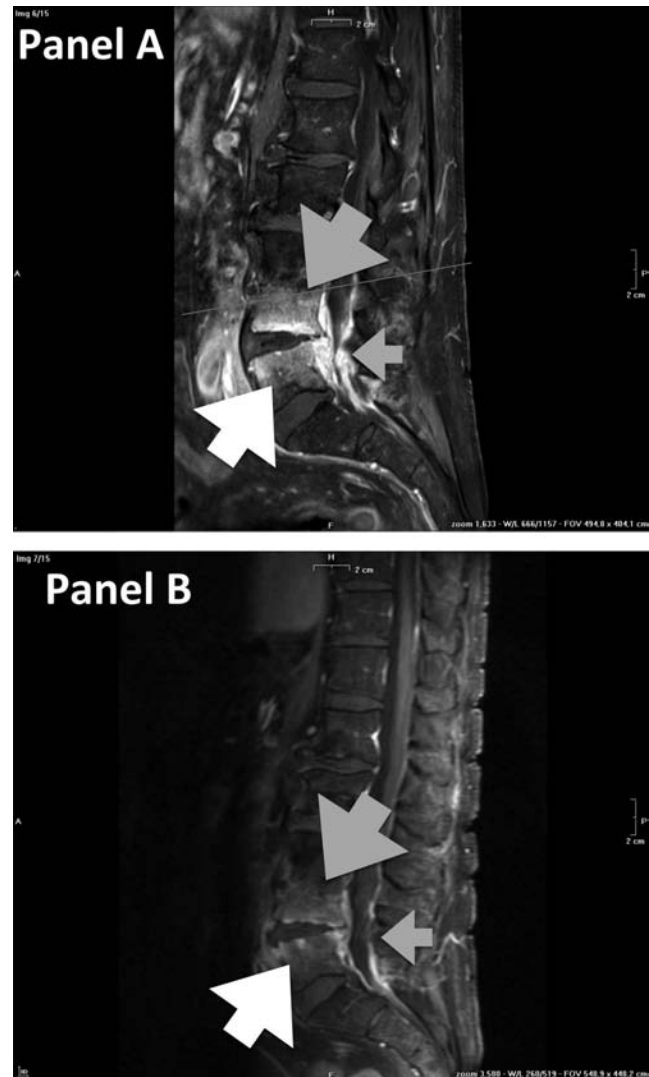 Img 6/15
Panel A
H
2 cm
A
P
2 cm
F
zoom 1,633 - W/L 666/1157 - FOV 494,8 x 404,1 cm
Img 7/15
Panel B
H
2 cm
A
P
2 cm
F
zoom 3,580 - W/L 268/519 - FOV 548,9 x 448,2 cm